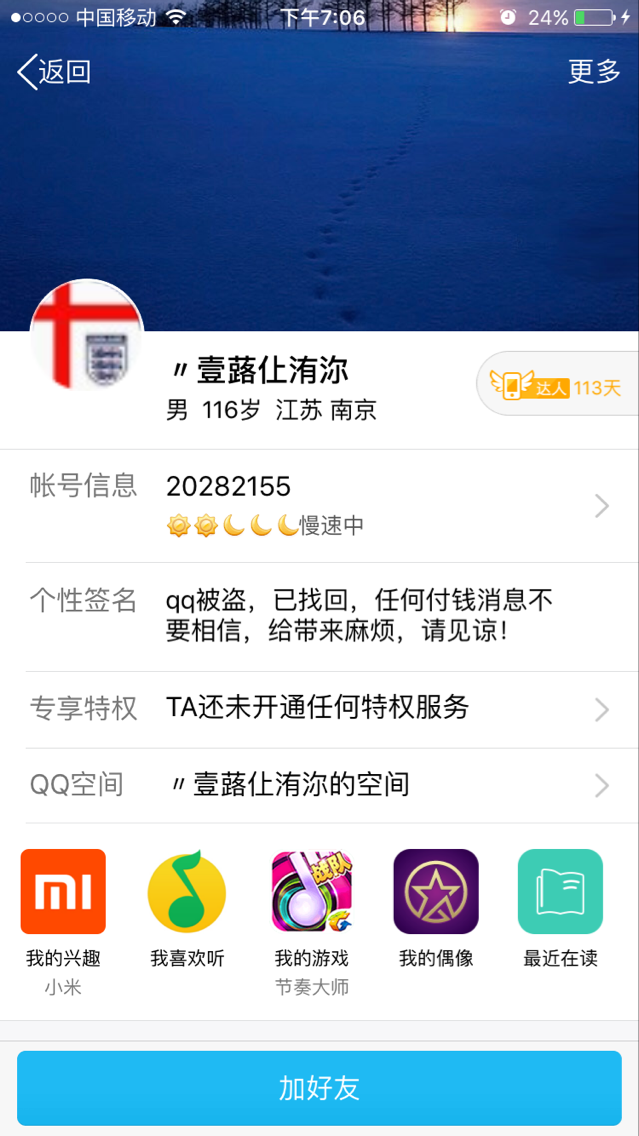 中国移动 下午7:06 24%
返回 更多
〃壹蕗仩洧沵
达人 113天
男 116岁 江苏 南京
帐号信息 20282155
慢速中
个性签名 qq被盗，已找回，任何付钱消息不
要相信，给带来麻烦，请见谅！
专享特权 TA还未开通任何特权服务
QQ空间 〃壹蕗仩洧沵的空间
战队
我的兴趣 我喜欢听 我的游戏 我的偶像 最近在读
小米 节奏大师
加好友